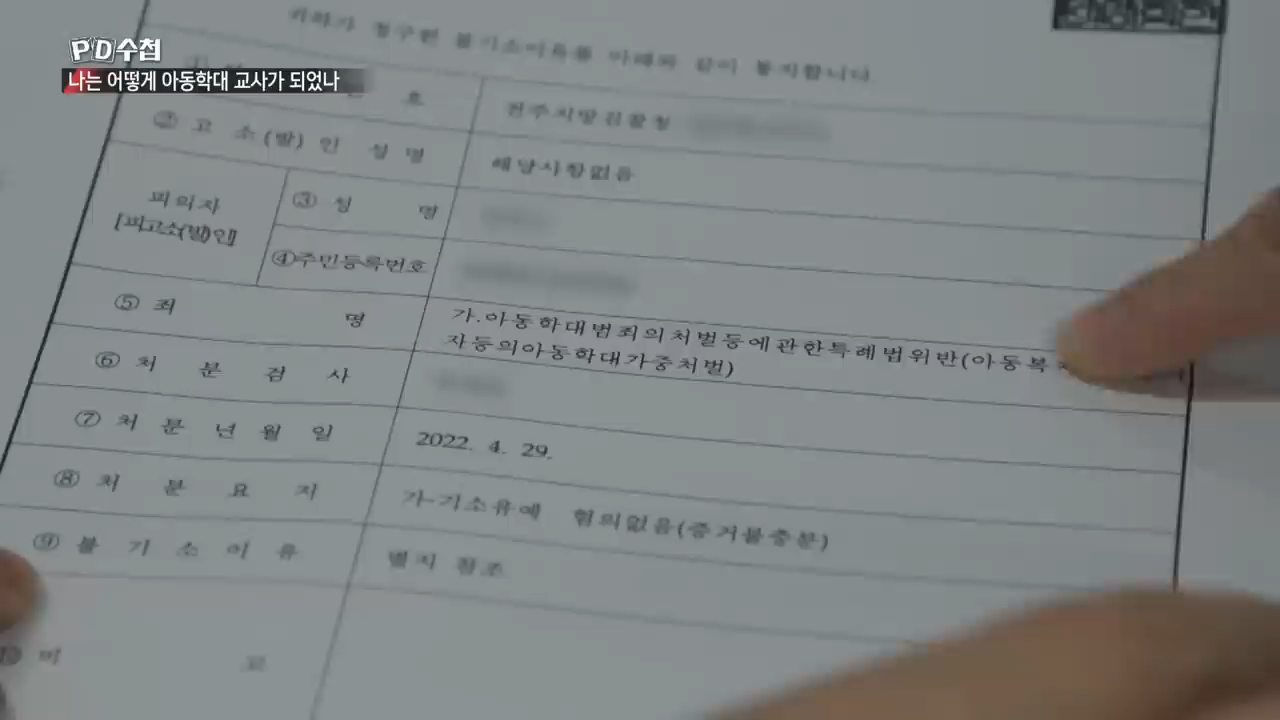 PD수첩
나는 어떻게 아동학대 교사가 되었나
귀하가 청구한 불기소이유를 아래와 같이 통지합니다
호 전주지방검찰청
② 고 소 (발) 인 성 명 해당사항없음
피의자
[피고소(발)인]
③ 성 명
④주민등록번호
⑤ 죄 명 가.아동학대범죄의처벌등에관한특례법위반(아동복
자등의아동학대가중처벌)
⑥ 처 분 검 사
⑦ 처 분 년 월 일 2022. 4. 29.
⑧ 처 분 요 지 가-기소유예 혐의없음(증거불충분)
⑨ 불 기 소 이 유 별지 참조
비 고